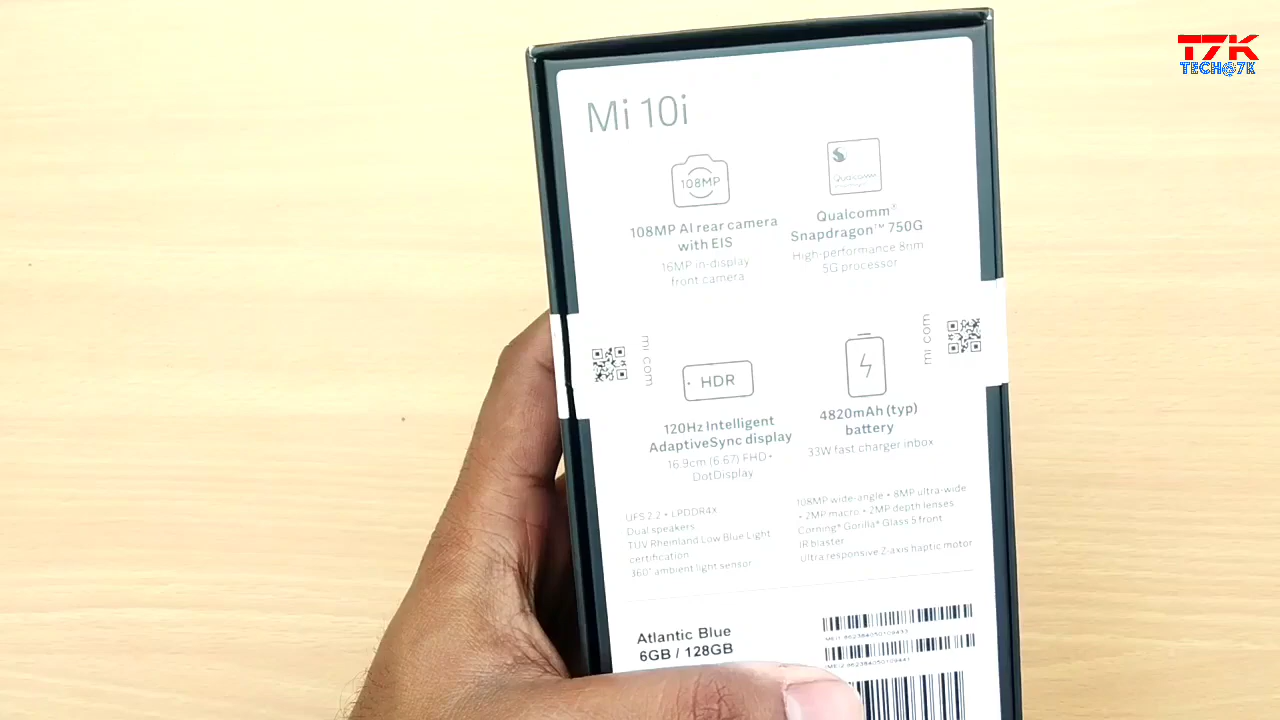 T7K
TECH@7K
Mi 10i
108MP
Qualcomm
108MP AI rear camera
with EIS
16MP in-display
front camera
Qualcomm®
Snapdragon™ 750G
High-performance 8nm
5G processor
mi.com
mi.com
HDR
120Hz Intelligent
AdaptiveSync display
16.9cm (6.67) FHD+
DotDisplay
4820mAh (typ)
battery
33W fast charger inbox
UFS 2.2 + LPDDR4X
Dual speakers
TÜV Rheinland Low Blue Light
certification
360° ambient light sensor
108MP wide-angle + 8MP ultra-wide
+ 2MP macro + 2MP depth lenses
Corning® Gorilla® Glass 5 front
IR blaster
Ultra responsive Z-axis haptic motor
Atlantic Blue
6GB / 128GB